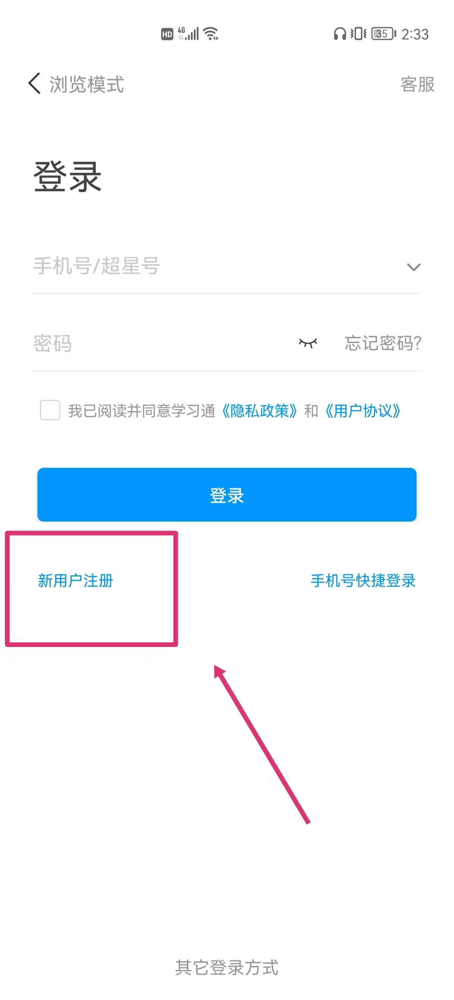 HD 4G 35 2:33
浏览模式 客服
登录
手机号/超星号
密码 忘记密码?
我已阅读并同意学习通《隐私政策》和《用户协议》
登录
新用户注册 手机号快捷登录
其它登录方式